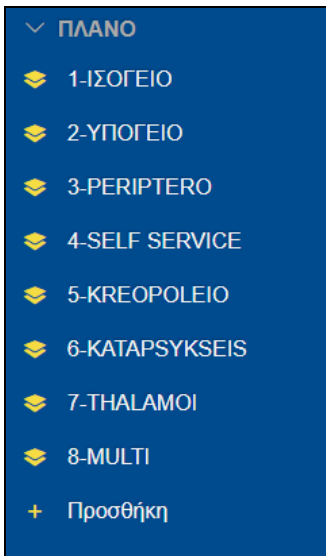 ΠΛΑΝΟ
1-ΙΣΟΓΕΙΟ
2-ΥΠΟΓΕΙΟ
3-PERIPTERO
4-SELF SERVICE
5-KREOPOLEIO
6-KATAPSYKSEIS
7-THALAMOI
8-MULTI
+ Προσθήκη